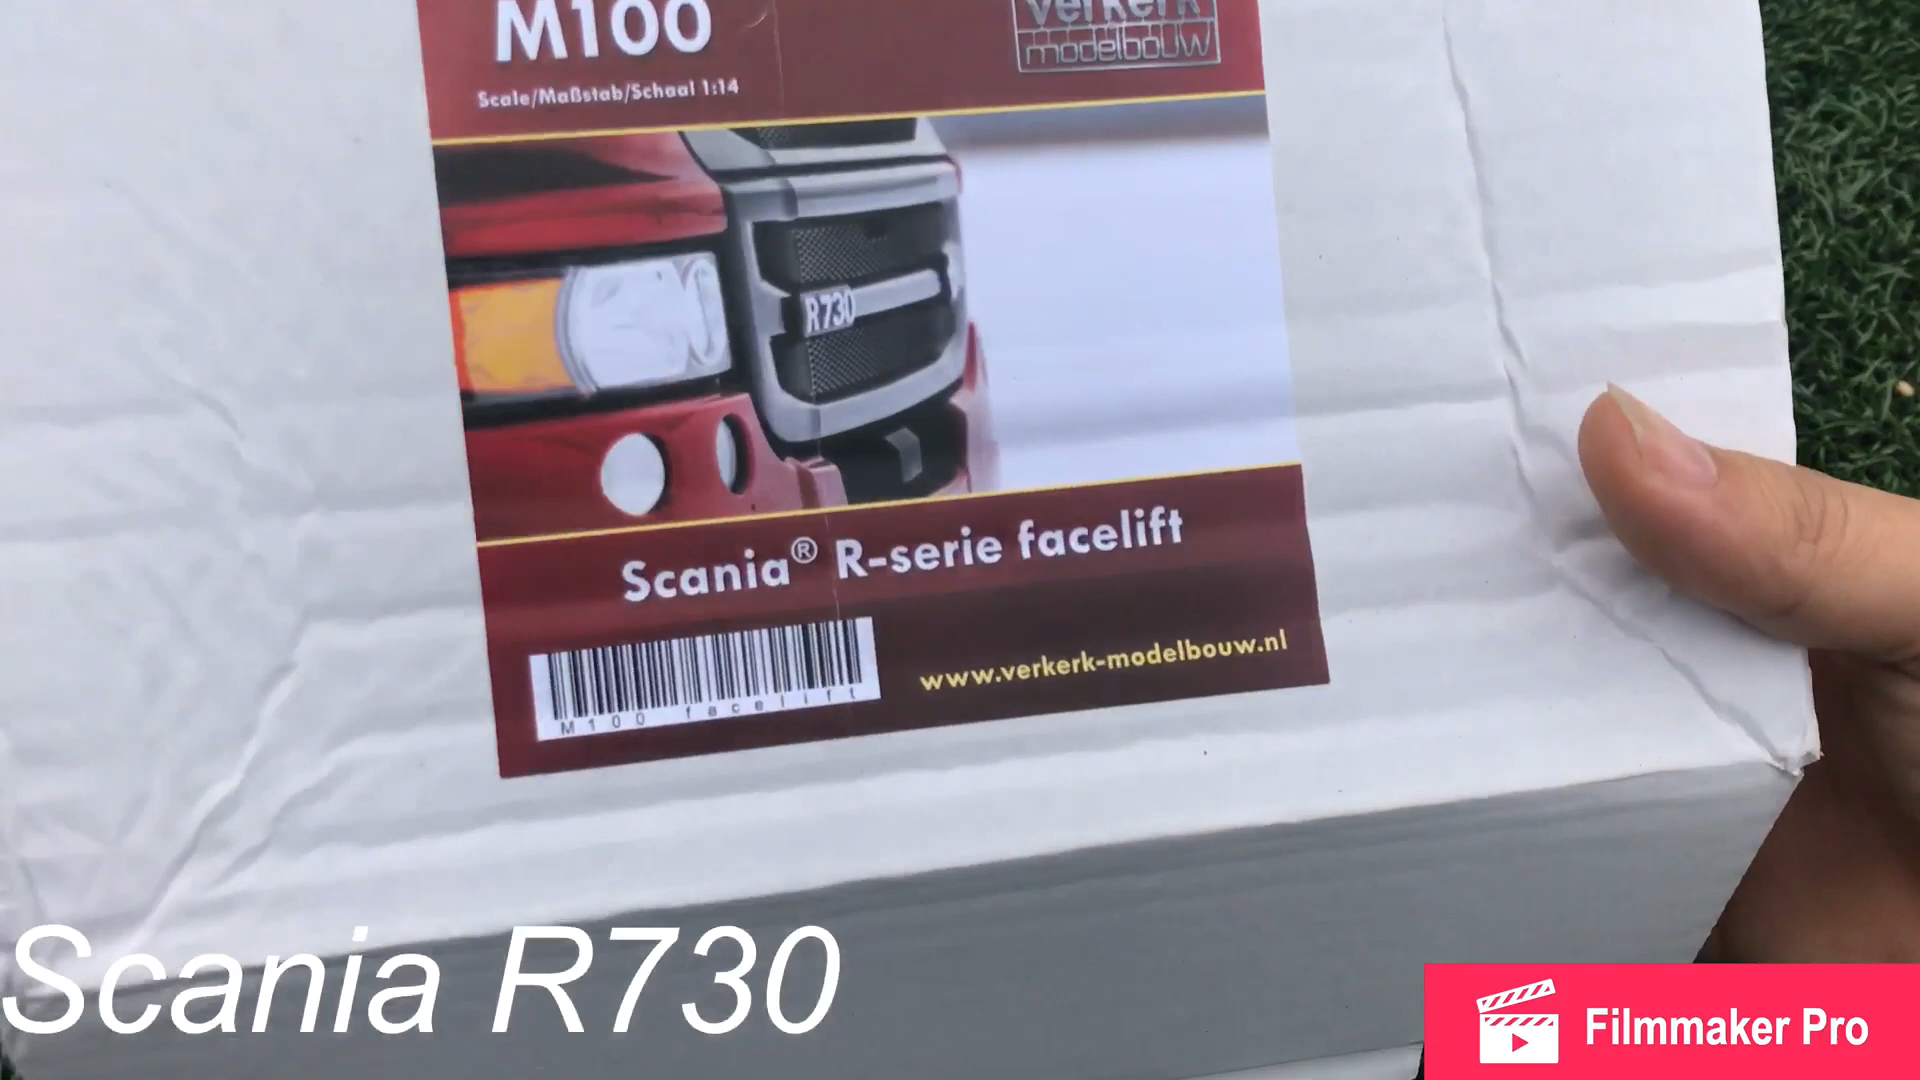 M100
verkerk
modelbouw
Scale/Maßstab/Schaal 1:14
R730
Scania® R-serie facelift
M100 facelift
www.verkerk-modelbouw.nl
Scania R730
Filmmaker Pro